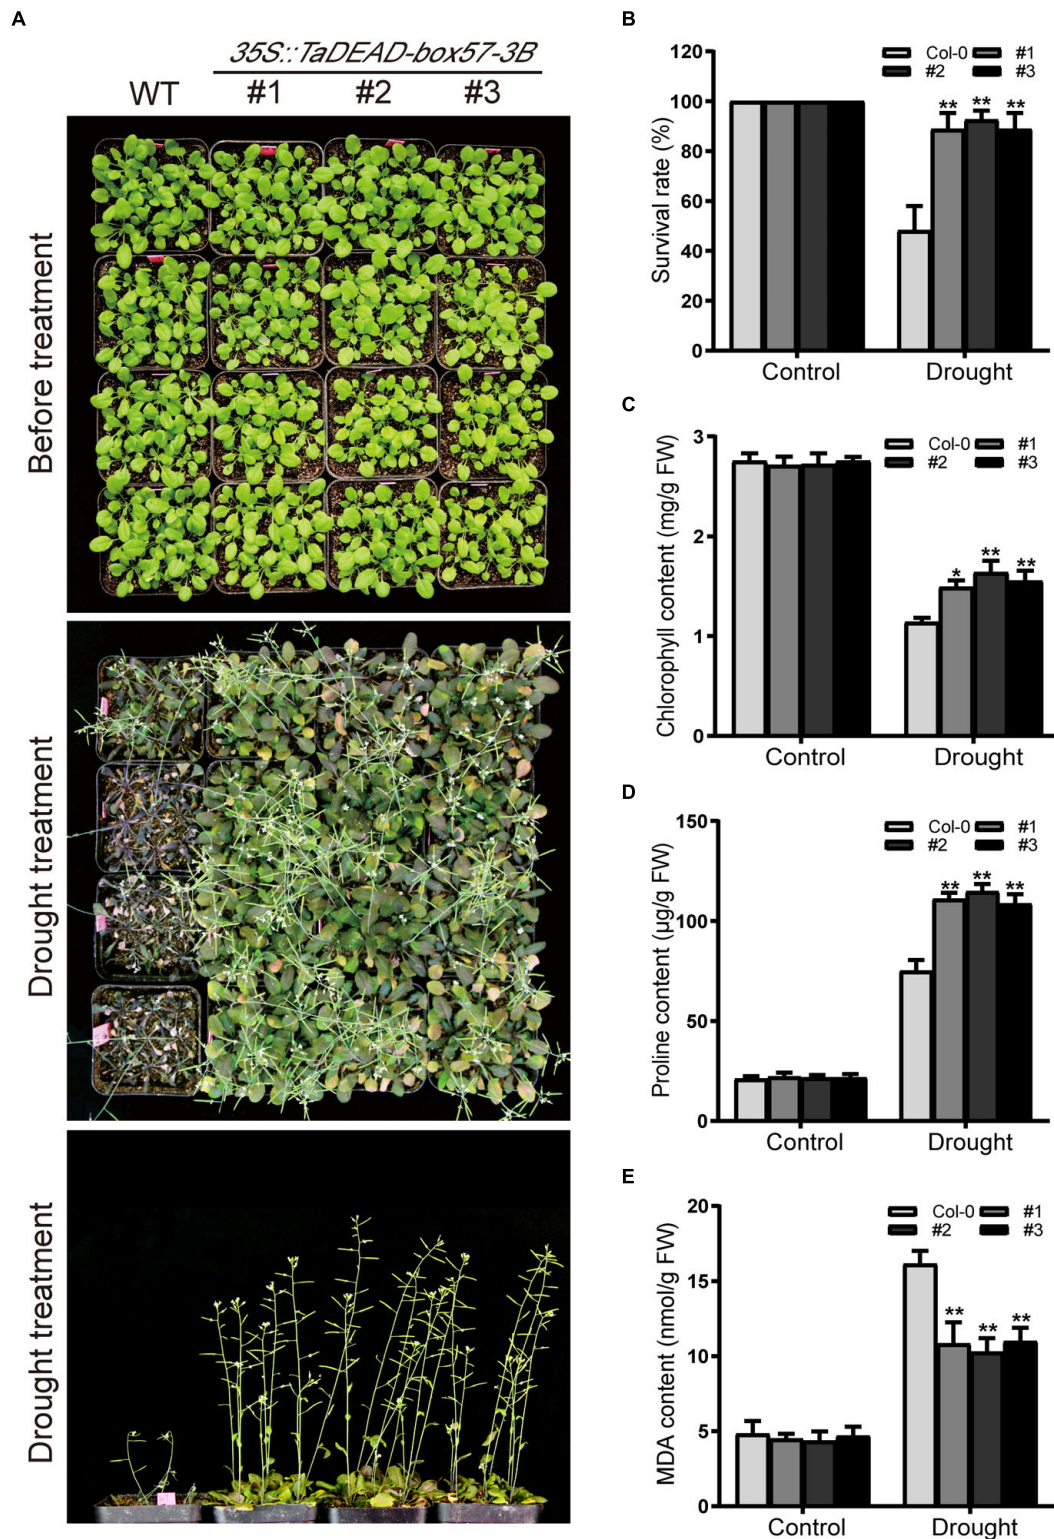 A
35S::TaDEAD-box57-3B
WT #1 #2 #3
Before treatment
Drought treatment
Drought treatment
B
Survival rate (%)
120
100
80
60
40
20
0
Col-0 #1
#2 #3
** ** **
Control Drought
C
Chlorophyll content (mg/g FW)
3
2
1
0
Col-0 #1
#2 #3
* ** **
Control Drought
D
Proline content (µg/g FW)
150
100
50
0
Col-0 #1
#2 #3
** ** **
Control Drought
E
MDA content (nmol/g FW)
20
15
10
5
0
Col-0 #1
#2 #3
** ** **
Control Drought